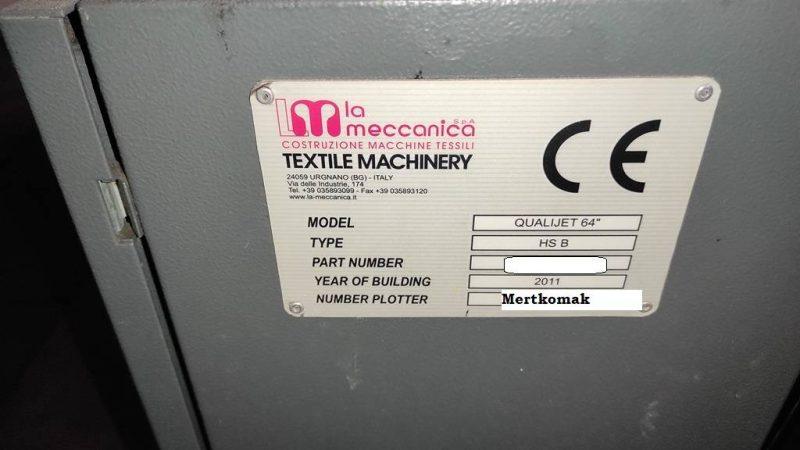 la
meccanica
S.p.A
COSTRUZIONE MACCHINE TESSILI
TEXTILE MACHINERY
24059 URGNANO (BG) - ITALY
Via delle Industrie, 174
Tel. +39 035893099 - Fax +39 035893120
www.la-meccanica.it
CE
MODEL QUALIJET 64"
TYPE HS B
PART NUMBER
YEAR OF BUILDING 2011
NUMBER PLOTTER Mertkomak